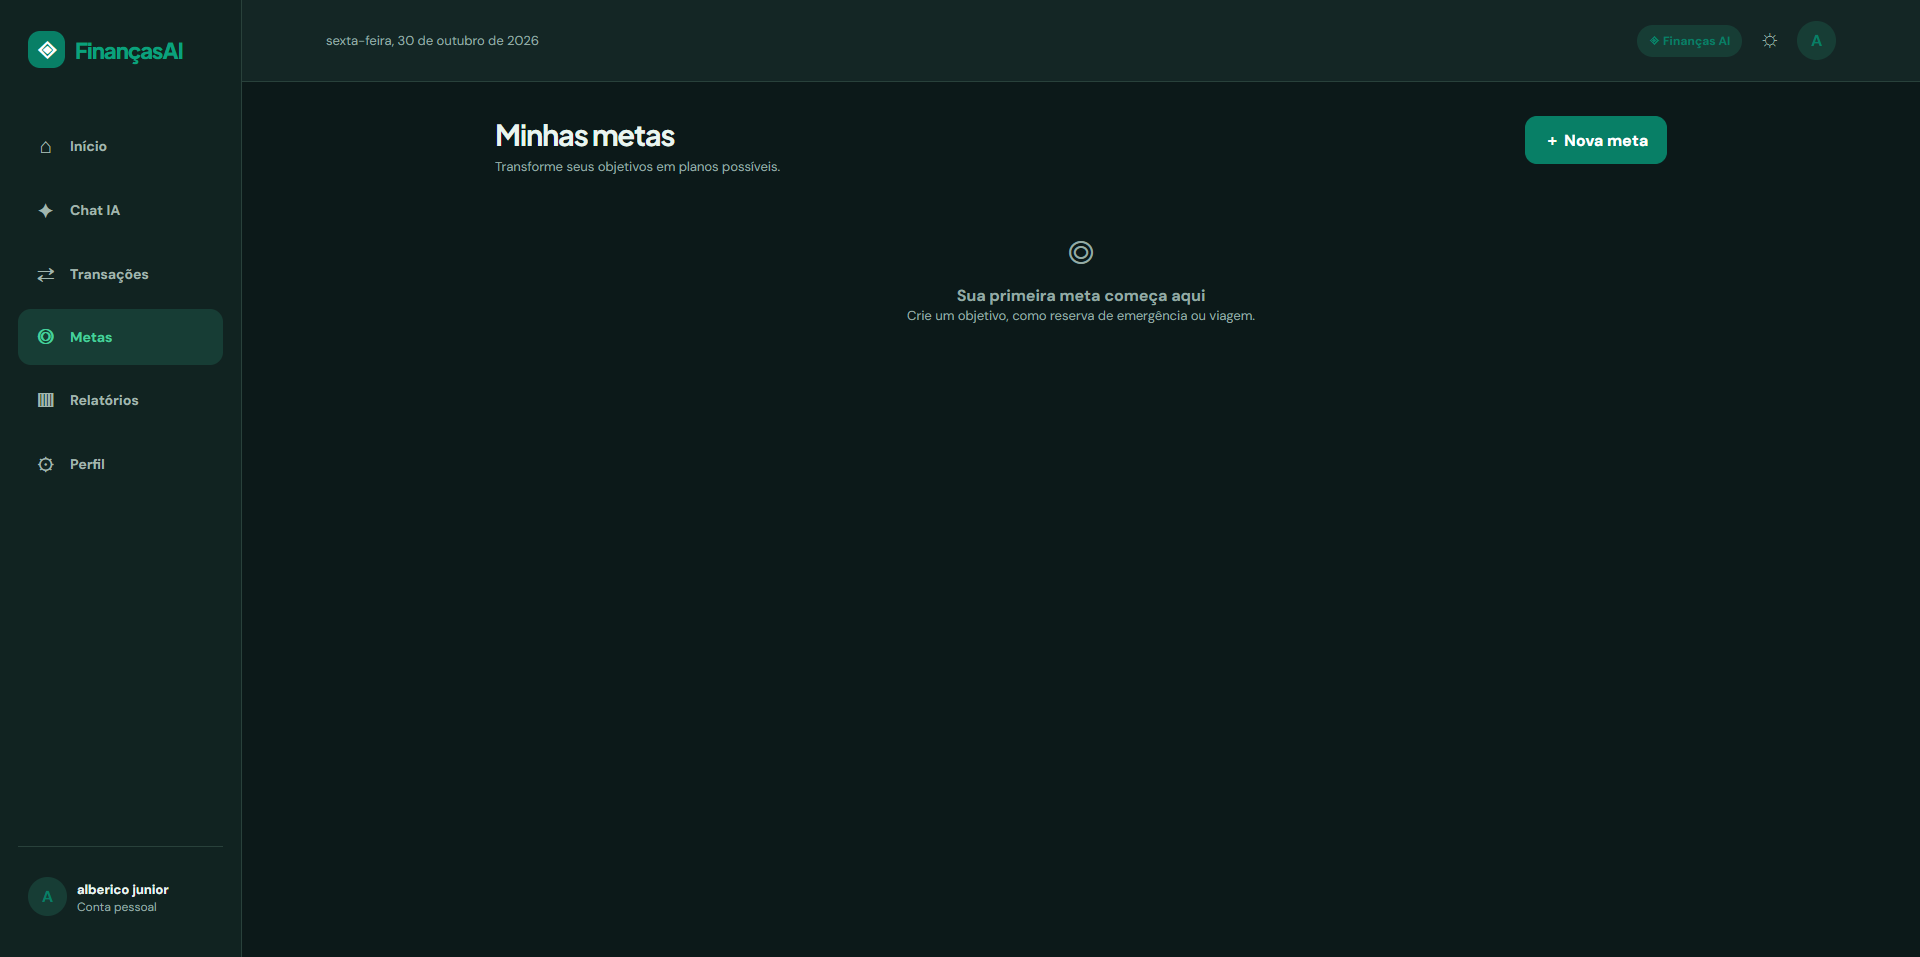 FinançasAI
Início
Chat IA
Transações
Metas
Relatórios
Perfil
A
alberico junior
Conta pessoal
sexta-feira, 30 de outubro de 2026
Finanças AI
A
Minhas metas
Transforme seus objetivos em planos possíveis.
+ Nova meta
Sua primeira meta começa aqui
Crie um objetivo, como reserva de emergência ou viagem.